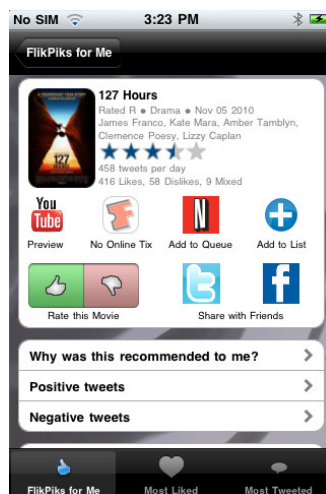 No SIM 3:23 PM
FlikPiks for Me
127 Hours
Rated R ● Drama ● Nov 05 2010
James Franco, Kate Mara, Amber Tamblyn,
Clemence Poesy, Lizzy Caplan
458 tweets per day
416 Likes, 58 Dislikes, 9 Mixed
127
HOURS
You
Tube
N
Preview No Online Tix Add to Queue Add to List
Rate this Movie Share with Friends
Why was this recommended to me?
Positive tweets
Negative tweets
FlikPiks for Me Most Liked Most Tweeted